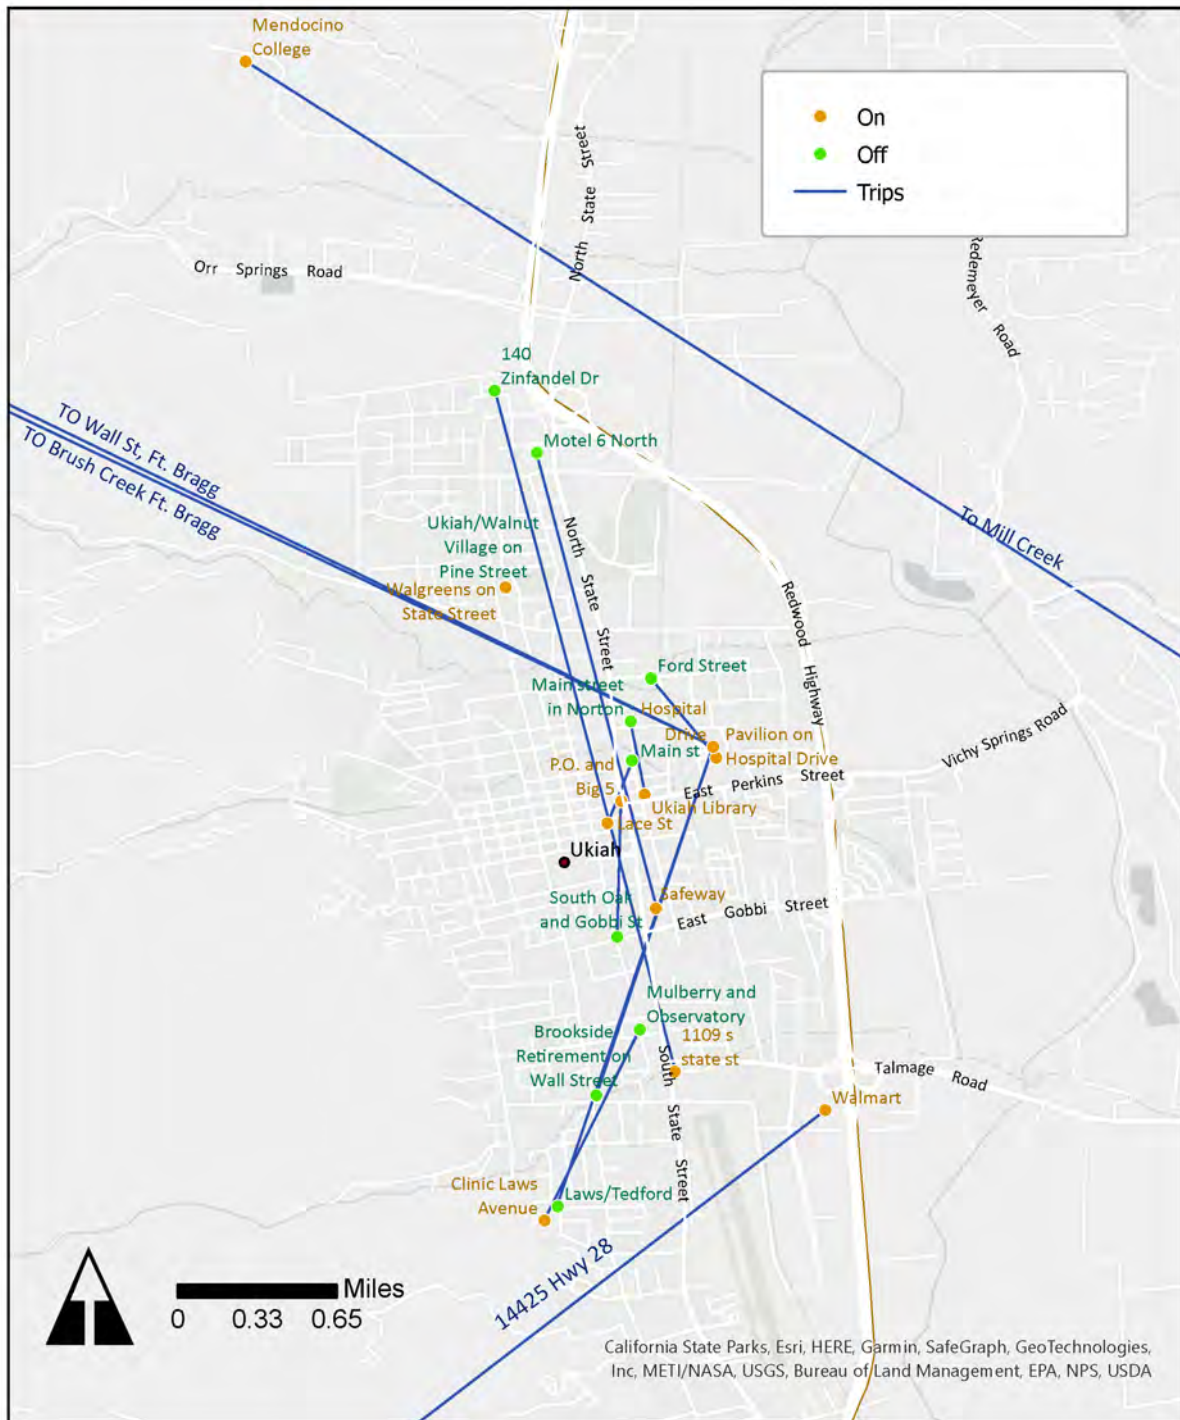 Mendocino
College
On
Off
Trips
North State Street
Orr Springs Road
Redemeyer Road
140
Zinfandel Dr
TO Wall St, Ft. Bragg
TO Brush Creek Ft. Bragg
Motel 6 North
To Mill Creek
Ukiah/Walnut
Village on
Pine Street
North State Street
Walgreens on
State Street
Redwood Highway
Ford Street
Main street
in Norton
Hospital
Drive
Pavilion on
Hospital Drive
Vichy Springs Road
Main st
P.O. and
Big 5
East Perkins Street
Ukiah Library
Lace St
Ukiah
Safeway
South Oak
and Gobbi St
East Gobbi Street
Mulberry and
Observatory
1109 s
state st
Brookside
Retirement on
Wall Street
South State Street
Talmage Road
Walmart
Clinic Laws
Avenue
Laws/Tedford
14425 Hwy 28
Miles
0 0.33 0.65
California State Parks, Esri, HERE, Garmin, SafeGraph, GeoTechnologies,
Inc, METI/NASA, USGS, Bureau of Land Management, EPA, NPS, USDA